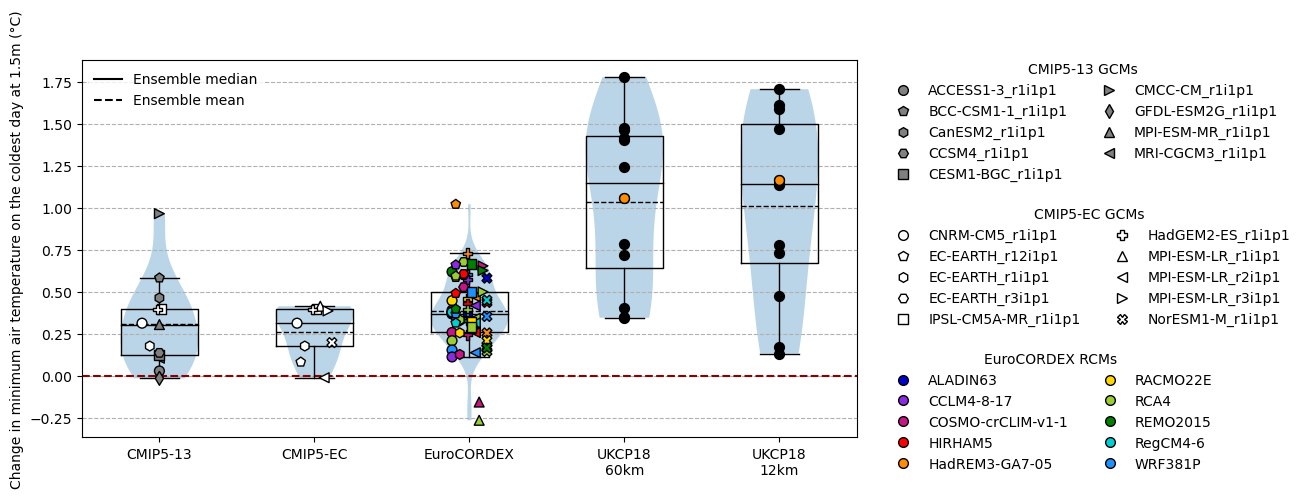 Change in minimum air temperature on the coldest day at 1.5m (°C)
1.75
1.50
1.25
1.00
0.75
0.50
0.25
0.00
−0.25
Ensemble median
Ensemble mean
CMIP5-13
CMIP5-EC
EuroCORDEX
UKCP18
60km
UKCP18
12km
CMIP5-13 GCMs
ACCESS1-3_r1i1p1
BCC-CSM1-1_r1i1p1
CanESM2_r1i1p1
CCSM4_r1i1p1
CESM1-BGC_r1i1p1
CMCC-CM_r1i1p1
GFDL-ESM2G_r1i1p1
MPI-ESM-MR_r1i1p1
MRI-CGCM3_r1i1p1
CMIP5-EC GCMs
CNRM-CM5_r1i1p1
EC-EARTH_r12i1p1
EC-EARTH_r1i1p1
EC-EARTH_r3i1p1
IPSL-CM5A-MR_r1i1p1
HadGEM2-ES_r1i1p1
MPI-ESM-LR_r1i1p1
MPI-ESM-LR_r2i1p1
MPI-ESM-LR_r3i1p1
NorESM1-M_r1i1p1
EuroCORDEX RCMs
ALADIN63
CCLM4-8-17
COSMO-crCLIM-v1-1
HIRHAM5
HadREM3-GA7-05
RACMO22E
RCA4
REMO2015
RegCM4-6
WRF381P